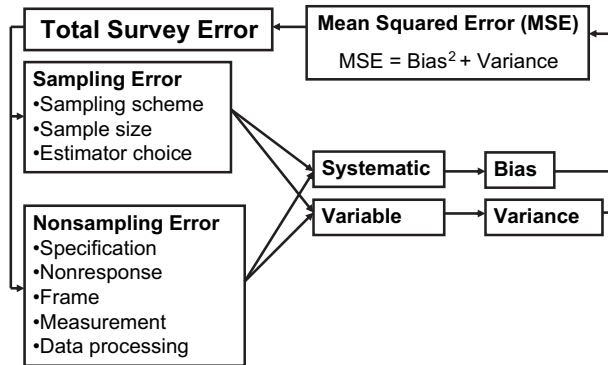 Total Survey Error
Mean Squared Error (MSE)
MSE = Bias² + Variance
Sampling Error
•Sampling scheme
•Sample size
•Estimator choice
Systematic
Bias
Variable
Variance
Nonsampling Error
•Specification
•Nonresponse
•Frame
•Measurement
•Data processing